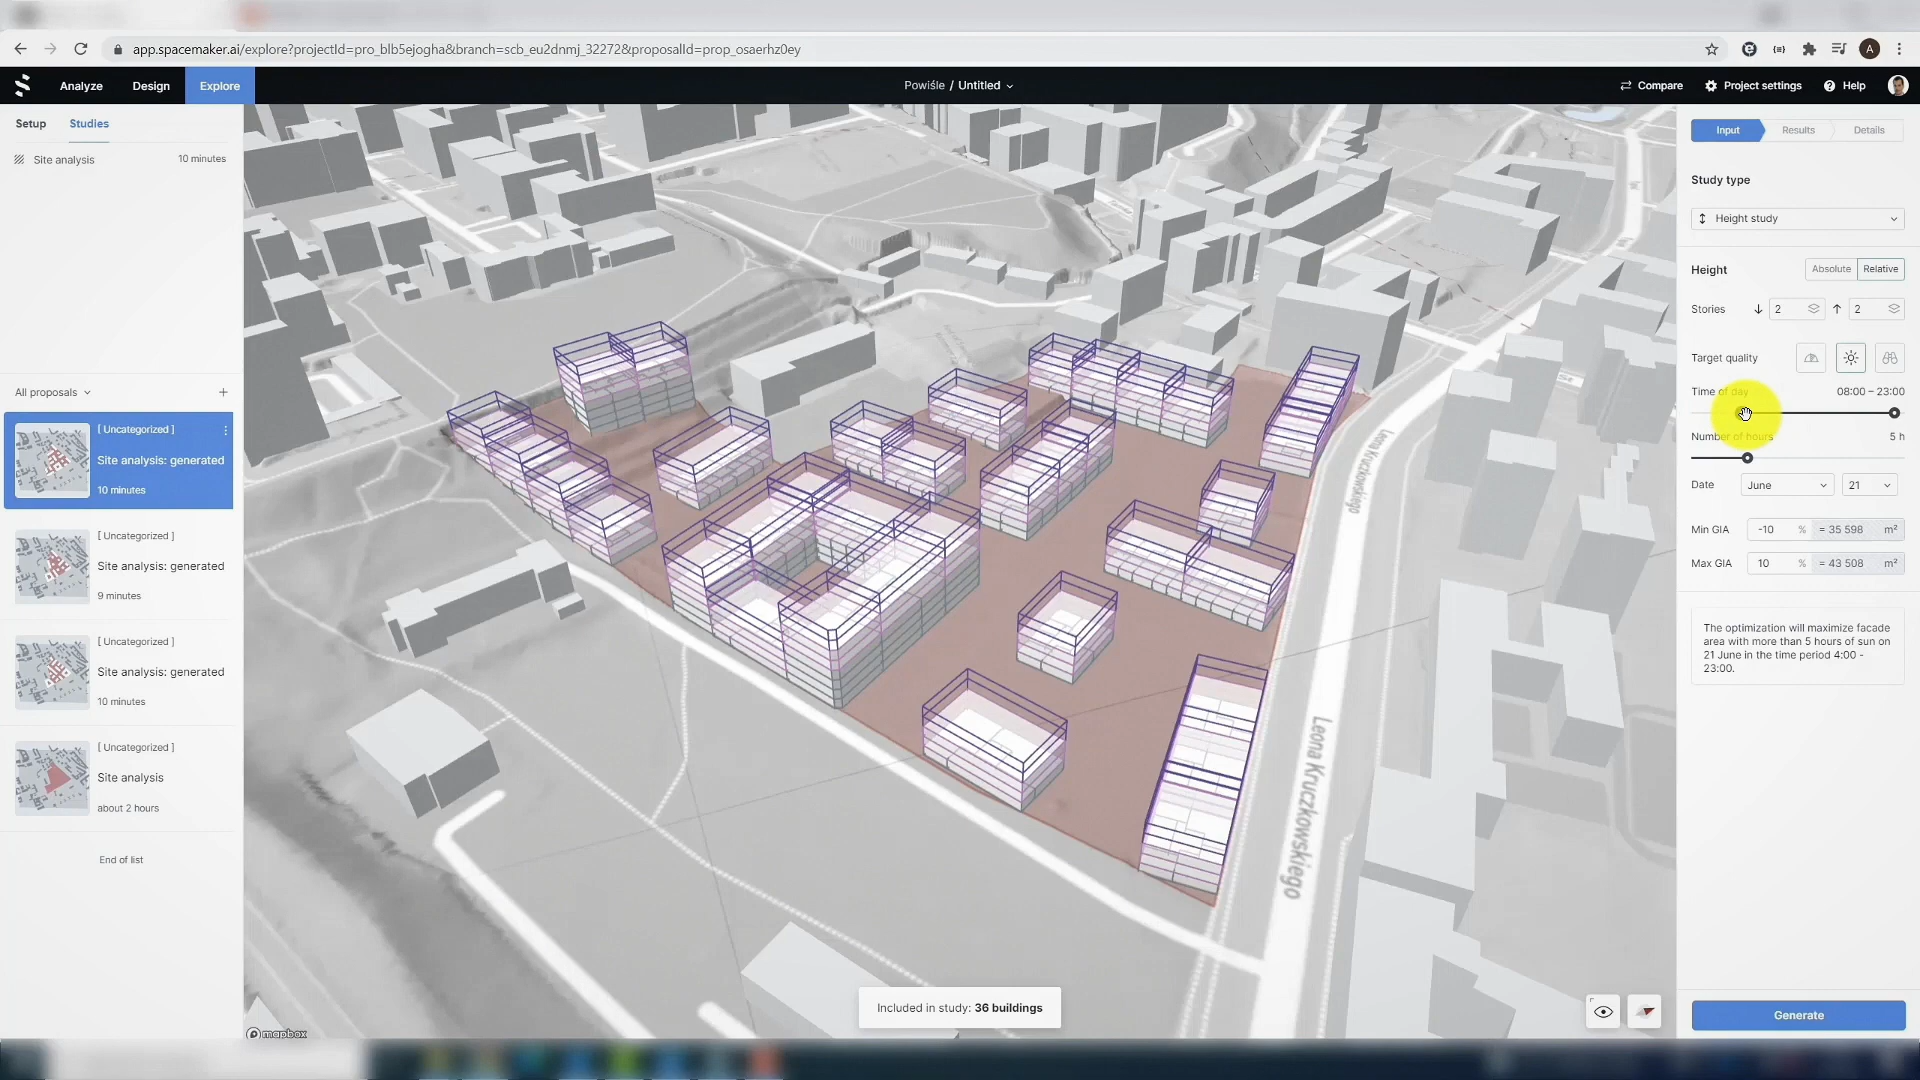 app.spacemaker.ai/explore?projectId=pro_blb5ejogha&branch=scb_eu2dnmj_32272&proposalId=prop_osaerhz0ey
A
Analyze
Design
Explore
Powiśle / Untitled
Compare
Project settings
Help
Setup
Studies
Site analysis
10 minutes
All proposals
[ Uncategorized ]
Site analysis: generated
10 minutes
[ Uncategorized ]
Site analysis: generated
9 minutes
[ Uncategorized ]
Site analysis: generated
10 minutes
[ Uncategorized ]
Site analysis
about 2 hours
End of list
Leona Kruczkowskiego
Leona Kruczkowskiego
mapbox
Included in study: 36 buildings
Input
Results
Details
Study type
Height study
Height
Absolute
Relative
Stories
2
2
Target quality
Time of day
08:00 – 23:00
Number of hours
5 h
Date
June
21
Min GIA
-10 %
= 35 598 m²
Max GIA
10 %
= 43 508 m²
The optimization will maximize facade
area with more than 5 hours of sun on
21 June in the time period 4:00 -
23:00.
Generate